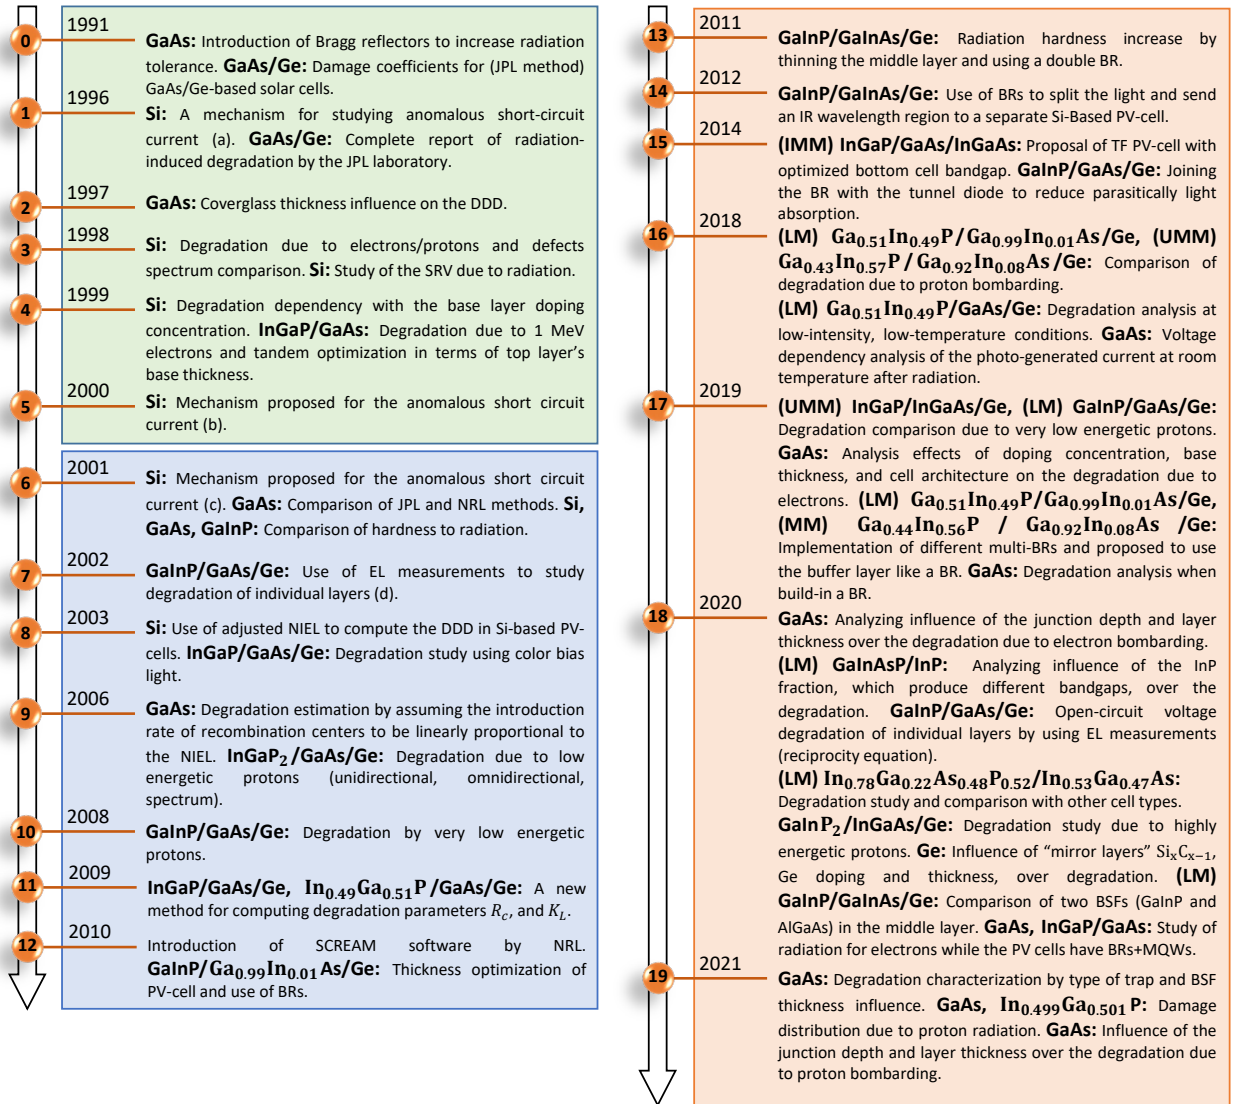 1991
0
GaAs: Introduction of Bragg reflectors to increase radiation
tolerance. GaAs/Ge: Damage coefficients for (JPL method)
GaAs/Ge-based solar cells.
1996
1
Si: A mechanism for studying anomalous short-circuit
current (a). GaAs/Ge: Complete report of radiation-
induced degradation by the JPL laboratory.
1997
2
GaAs: Coverglass thickness influence on the DDD.
1998
3
Si: Degradation due to electrons/protons and defects
spectrum comparison. Si: Study of the SRV due to radiation.
1999
4
Si: Degradation dependency with the base layer doping
concentration. InGaP/GaAs: Degradation due to 1 MeV
electrons and tandem optimization in terms of top layer's
base thickness.
2000
5
Si: Mechanism proposed for the anomalous short circuit
current (b).
2001
6
Si: Mechanism proposed for the anomalous short circuit
current (c). GaAs: Comparison of JPL and NRL methods. Si,
GaAs, GaInP: Comparison of hardness to radiation.
2002
7
GaInP/GaAs/Ge: Use of EL measurements to study
degradation of individual layers (d).
2003
8
Si: Use of adjusted NIEL to compute the DDD in Si-based PV-
cells. InGaP/GaAs/Ge: Degradation study using color bias
light.
2006
9
GaAs: Degradation estimation by assuming the introduction
rate of recombination centers to be linearly proportional to
the NIEL. InGaP₂/GaAs/Ge: Degradation due to low
energetic protons (unidirectional, omnidirectional,
spectrum).
2008
10
GaInP/GaAs/Ge: Degradation by very low energetic
protons.
2009
11
InGaP/GaAs/Ge, In₀.₄₉Ga₀.₅₁P/GaAs/Ge: A new
method for computing degradation parameters R_c, and K_L.
2010
12
Introduction of SCREAM software by NRL.
GaInP/Ga₀.₉₉In₀.₀₁As/Ge: Thickness optimization of
PV-cell and use of BRs.
2011
13
GaInP/GaInAs/Ge: Radiation hardness increase by
thinning the middle layer and using a double BR.
2012
14
GaInP/GaInAs/Ge: Use of BRs to split the light and send
an IR wavelength region to a separate Si-Based PV-cell.
2014
15
(IMM) InGaP/GaAs/InGaAs: Proposal of TF PV-cell with
optimized bottom cell bandgap. GaInP/GaAs/Ge: Joining
the BR with the tunnel diode to reduce parasitically light
absorption.
2018
16
(LM) Ga₀.₅₁In₀.₄₉P/Ga₀.₉₉In₀.₀₁As/Ge, (UMM)
Ga₀.₄₃In₀.₅₇P/Ga₀.₉₂In₀.₀₈As/Ge: Comparison of
degradation due to proton bombarding.
(LM) Ga₀.₅₁In₀.₄₉P/GaAs/Ge: Degradation analysis at
low-intensity, low-temperature conditions. GaAs: Voltage
dependency analysis of the photo-generated current at room
temperature after radiation.
2019
17
(UMM) InGaP/InGaAs/Ge, (LM) GaInP/GaAs/Ge:
Degradation comparison due to very low energetic protons.
GaAs: Analysis effects of doping concentration, base
thickness, and cell architecture on the degradation due to
electrons. (LM) Ga₀.₅₁In₀.₄₉P/Ga₀.₉₉In₀.₀₁As/Ge,
(MM) Ga₀.₄₄In₀.₅₆P / Ga₀.₉₂In₀.₀₈As /Ge:
Implementation of different multi-BRs and proposed to use
the buffer layer like a BR. GaAs: Degradation analysis when
build-in a BR.
2020
18
GaAs: Analyzing influence of the junction depth and layer
thickness over the degradation due to electron bombarding.
(LM) GaInAsP/InP: Analyzing influence of the InP
fraction, which produce different bandgaps, over the
degradation. GaInP/GaAs/Ge: Open-circuit voltage
degradation of individual layers by using EL measurements
(reciprocity equation).
(LM) In₀.₇₈Ga₀.₂₂As₀.₄₈P₀.₅₂/In₀.₅₃Ga₀.₄₇As:
Degradation study and comparison with other cell types.
GaInP₂/InGaAs/Ge: Degradation study due to highly
energetic protons. Ge: Influence of “mirror layers” SiₓCₓ₋₁,
Ge doping and thickness, over degradation. (LM)
GaInP/GaInAs/Ge: Comparison of two BSFs (GaInP and
AlGaAs) in the middle layer. GaAs, InGaP/GaAs: Study of
radiation for electrons while the PV cells have BRs+MQWs.
2021
19
GaAs: Degradation characterization by type of trap and BSF
thickness influence. GaAs, In₀.₄₉₉Ga₀.₅₀₁P: Damage
distribution due to proton radiation. GaAs: Influence of the
junction depth and layer thickness over the degradation due
to proton bombarding.